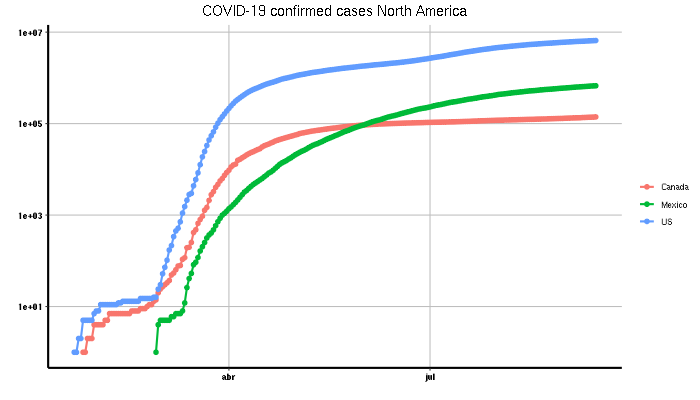 COVID-19 confirmed cases North America
1e+07
1e+05
1e+03
1e+01
abr
jul
Canada
Mexico
US